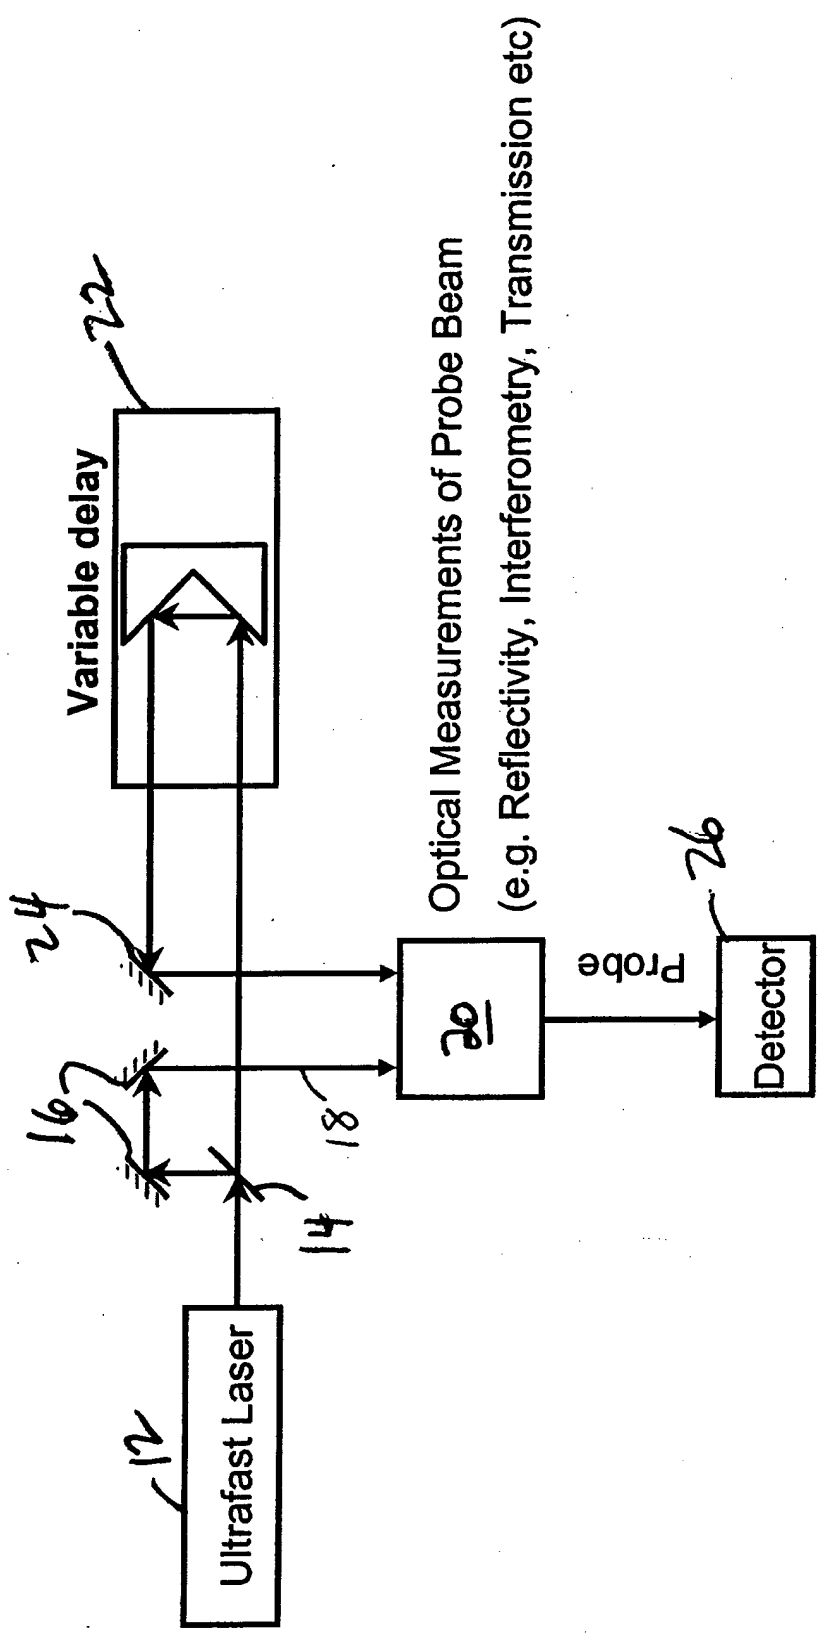 Variable delay
22
24
16
18
14
12
Ultrafast Laser
20
Optical Measurements of Probe Beam
(e.g. Reflectivity, Interferometry, Transmission etc)
Probe
26
Detector